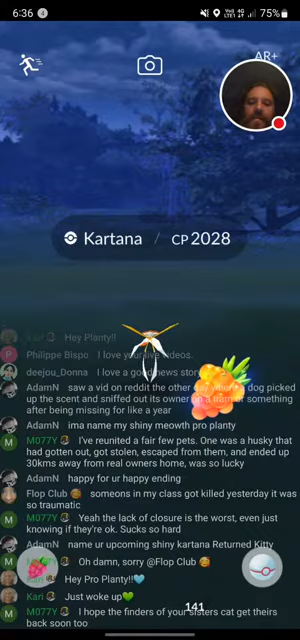 6:36 4 75%
AR+
Kartana / CP2028
Kari Hey Planty!!
Philippe Bispo I love your live videos.
deejou_Donna I love a good news story
AdamN saw a vid on reddit the other day where a dog picked
up the scent and sniffed out its owner on a tram or something
after being missing for like a year
AdamN ima name my shiny meowth pro planty
M077Y I've reunited a fair few pets. One was a husky that
had gotten out, got stolen, escaped from them, and ended up
30kms away from real owners home, was so lucky
AdamN happy for ur happy ending
Flop Club someons in my class got killed yesterday it was
so traumatic
M077Y Yeah the lack of closure is the worst, even just
knowing if they're ok. Sucks so hard
AdamN name ur upcoming shiny kartana Returned Kitty
Oh damn, sorry @Flop Club
Kari Hey Pro Planty!!
Kari Just woke up
141
M077Y I hope the finders of your sisters cat get theirs
back soon too